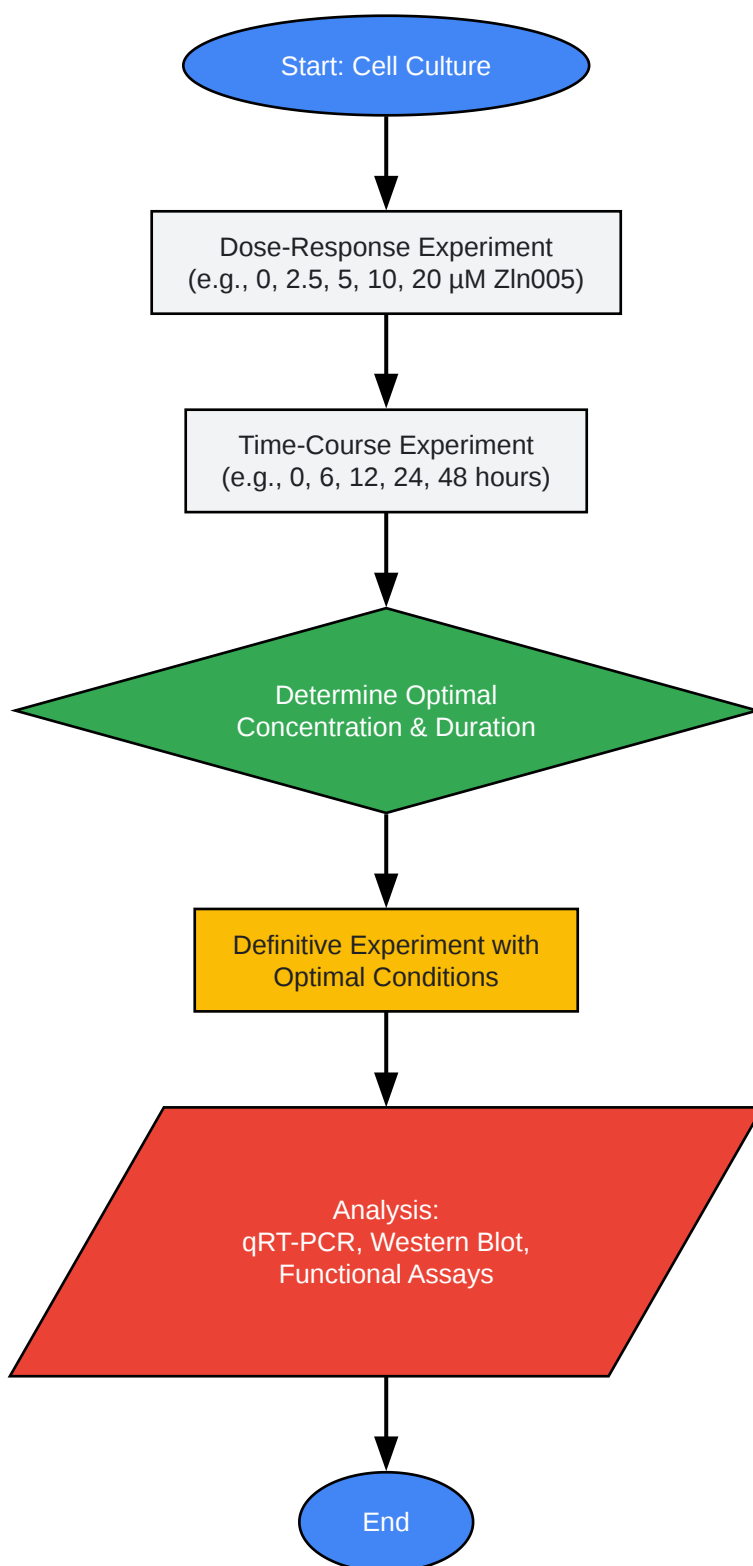 Start: Cell Culture
Dose-Response Experiment
(e.g., 0, 2.5, 5, 10, 20 µM Zln005)
Time-Course Experiment
(e.g., 0, 6, 12, 24, 48 hours)
Determine Optimal
Concentration & Duration
Definitive Experiment with
Optimal Conditions
Analysis:
qRT-PCR, Western Blot,
Functional Assays
End